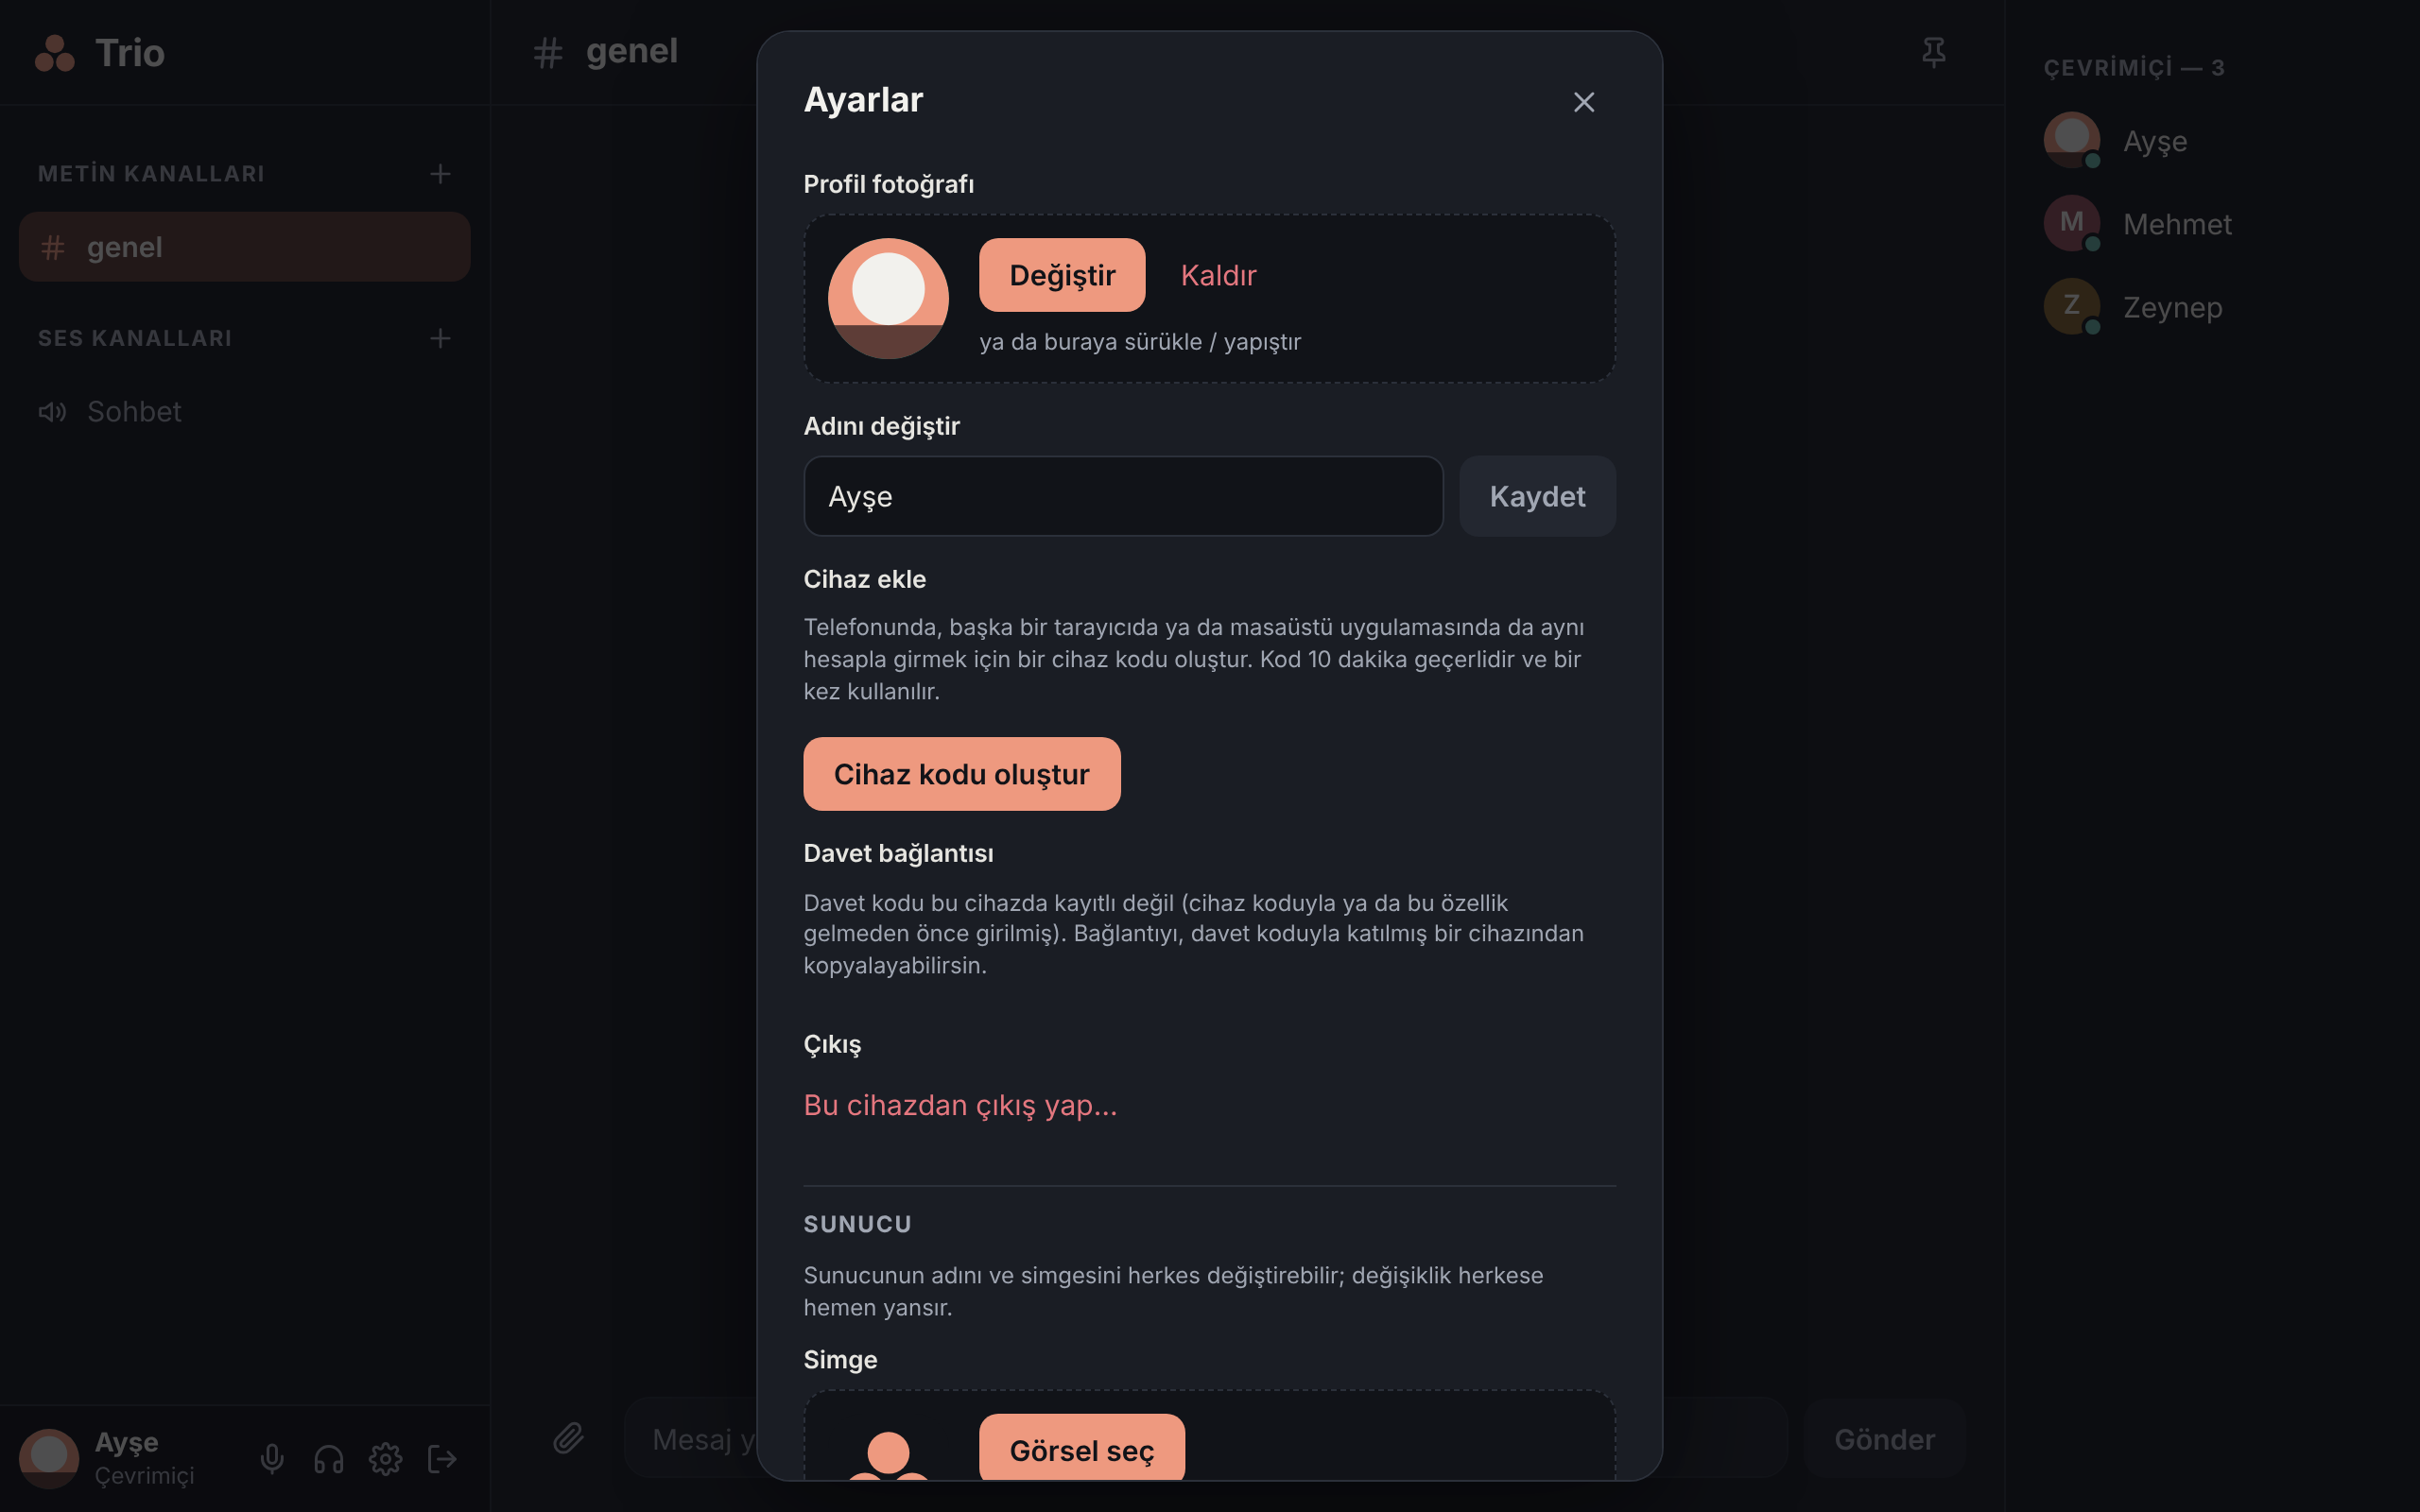 Trio
METİN KANALLARI
genel
SES KANALLARI
Sohbet
Ayşe
Çevrimiçi
genel
Mesaj y
Gönder
Ayarlar
Profil fotoğrafı
Değiştir
Kaldır
ya da buraya sürükle / yapıştır
Adını değiştir
Ayşe
Kaydet
Cihaz ekle
Telefonunda, başka bir tarayıcıda ya da masaüstü uygulamasında da aynı
hesapla girmek için bir cihaz kodu oluştur. Kod 10 dakika geçerlidir ve bir
kez kullanılır.
Cihaz kodu oluştur
Davet bağlantısı
Davet kodu bu cihazda kayıtlı değil (cihaz koduyla ya da bu özellik
gelmeden önce girilmiş). Bağlantıyı, davet koduyla katılmış bir cihazından
kopyalayabilirsin.
Çıkış
Bu cihazdan çıkış yap...
SUNUCU
Sunucunun adını ve simgesini herkes değiştirebilir; değişiklik herkese
hemen yansır.
Simge
Görsel seç
ÇEVRİMİÇİ — 3
Ayşe
M
Mehmet
Z
Zeynep